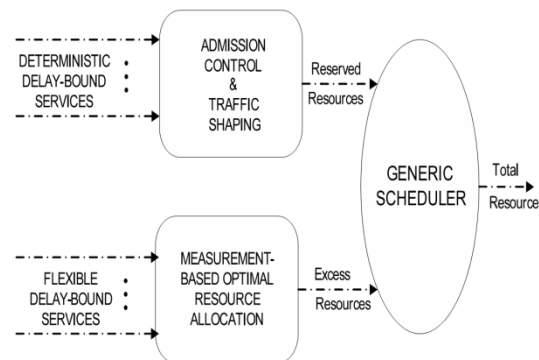 DETERMINISTIC
DELAY-BOUND
SERVICES
ADMISSION
CONTROL
&
TRAFFIC
SHAPING
Reserved
Resources
GENERIC
SCHEDULER
Total
Resource
FLEXIBLE
DELAY-BOUND
SERVICES
MEASUREMENT-
BASED OPTIMAL
RESOURCE
ALLOCATION
Excess
Resources